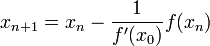 x_{n+1} = x_n - \frac{1}{f'(x_0)} f(x_n)